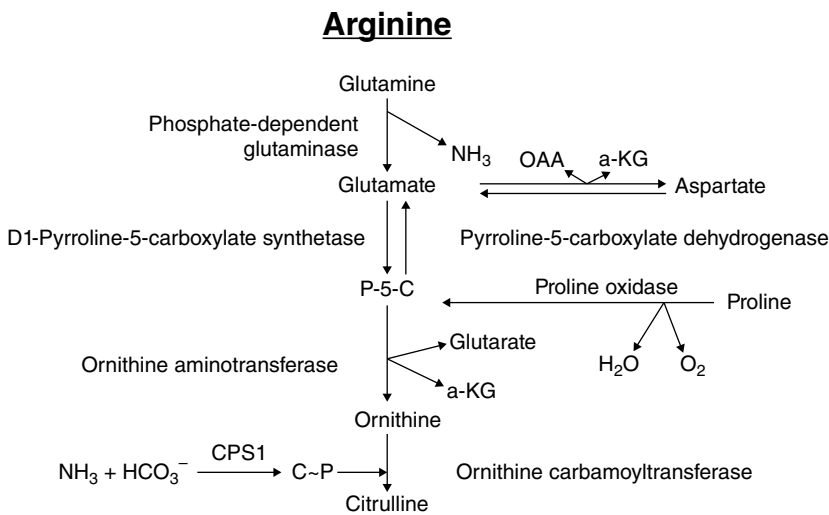 Arginine
Glutamine
Phosphate-dependent
glutaminase
NH₃
OAA
a-KG
Glutamate
Aspartate
D1-Pyrroline-5-carboxylate synthetase
Pyrroline-5-carboxylate dehydrogenase
P-5-C
Proline oxidase
Proline
Glutarate
H₂O
O₂
Ornithine aminotransferase
a-KG
Ornithine
NH₃ + HCO₃⁻
CPS1
C~P
Ornithine carbamoyltransferase
Citrulline